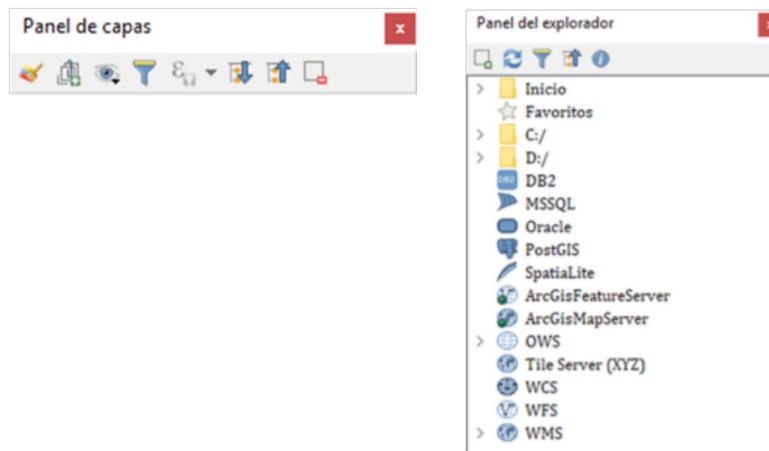 Panel de capas
Panel del explorador
Inicio
Favoritos
C:/
D:/
DB2
MSSQL
Oracle
PostGIS
SpatiaLite
ArcGisFeatureServer
ArcGisMapServer
OWS
Tile Server (XYZ)
WCS
WFS
WMS